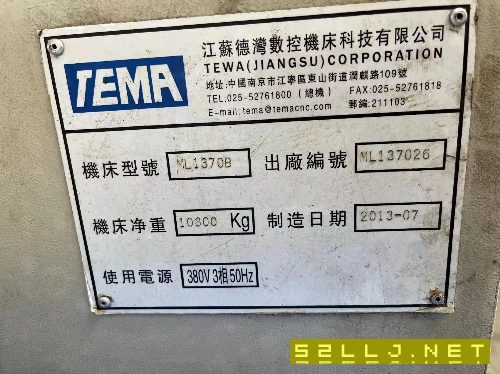 TEMA
江蘇德灣數控機床科技有限公司
TEWA(JIANGSU)CORPORATION
地址:中國南京市江寧區東山街道潤麒路109號
TEL:025-52761800（總機） FAX:025-52761818
E-mail:tema@temacnc.com 郵編:211103
機床型號 ML1370B 出廠編號 ML137026
機床净重 10800 Kg 制造日期 2013-07
使用電源 380V 3相50Hz
52LLJ.NET